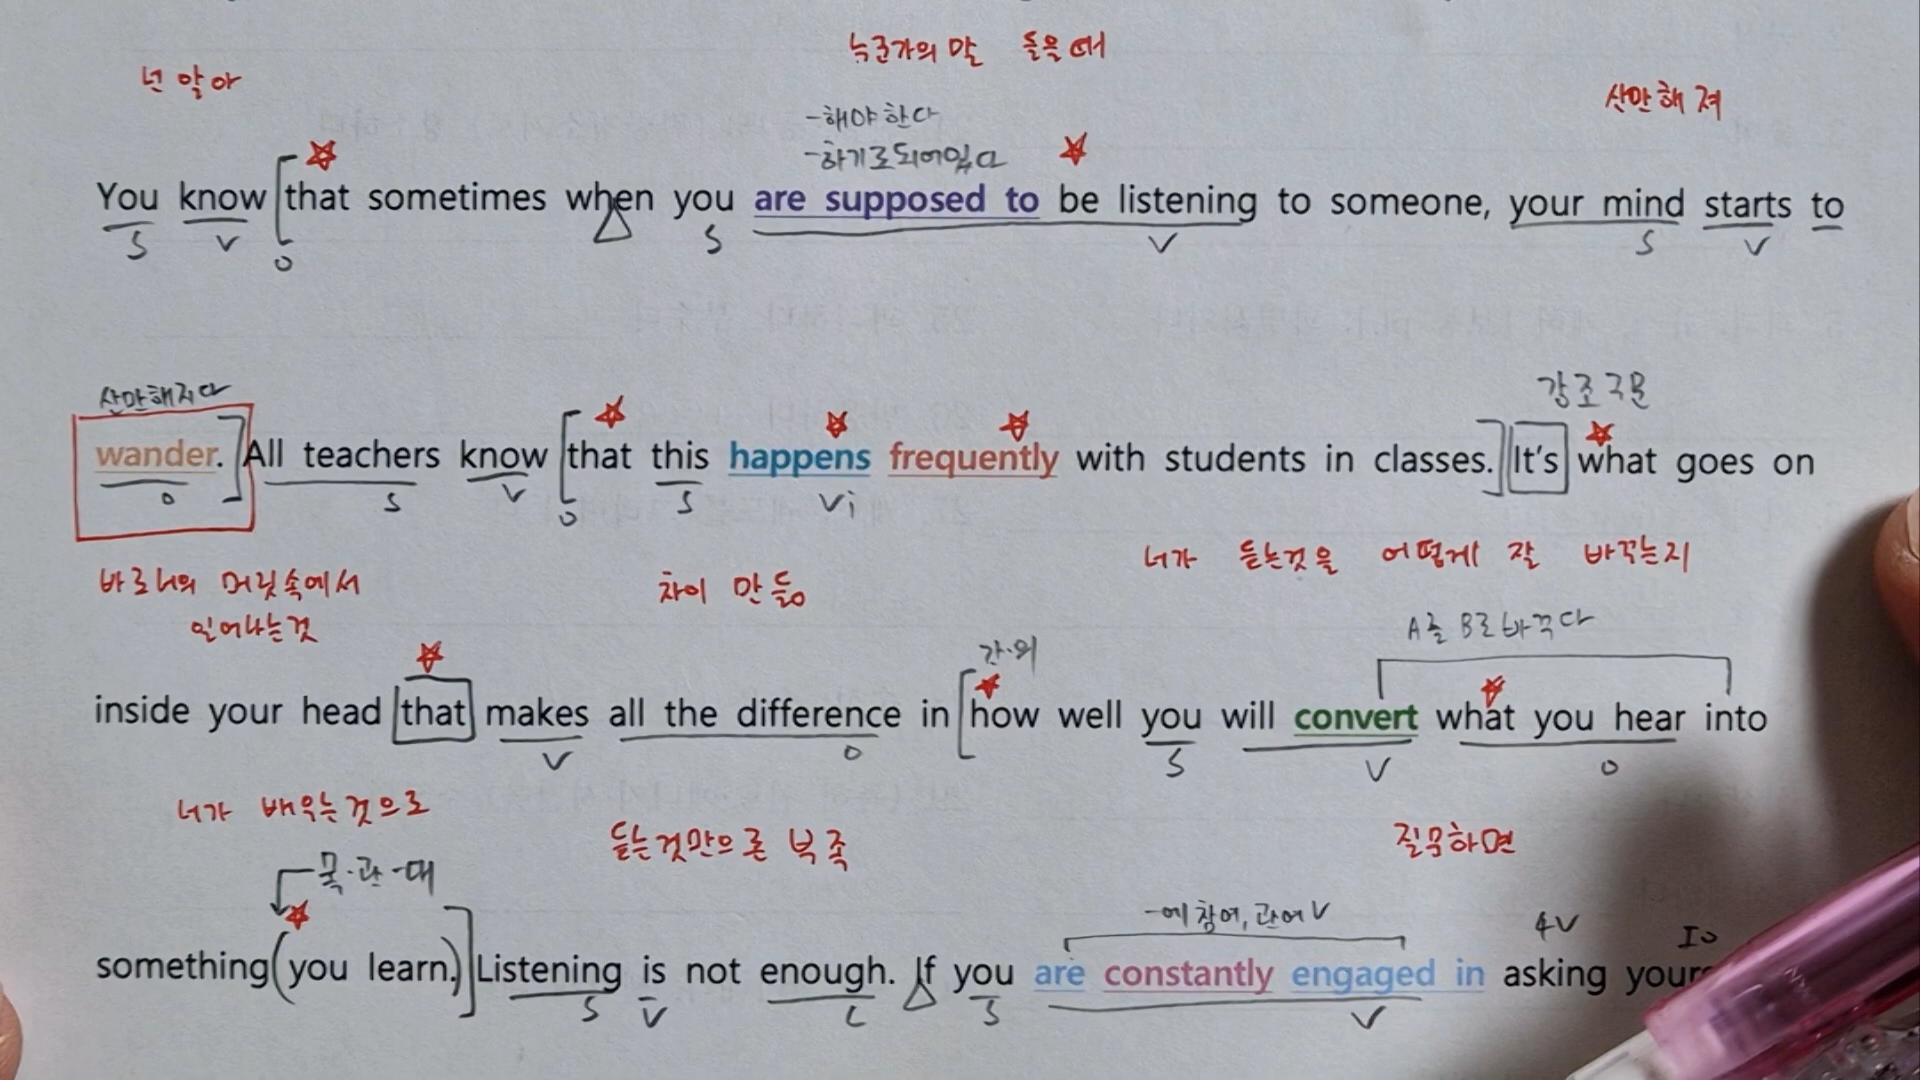 누군가의 말 들을 때
넌 알아
산만해져
-해야한다
-하기로되어있다
You know that sometimes when you are supposed to be listening to someone, your mind starts to
S V O S V S V
산만해지다
강조구문
wander. All teachers know that this happens frequently with students in classes. It's what goes on
O S V O S Vi
너가 듣는것을 어떻게 잘 바꾸는지
바로 너의 머릿속에서
일어나는것
차이 만듦
A를 B로 바꾸다
간·의
inside your head that makes all the difference in how well you will convert what you hear into
V O S V O
너가 배우는것으로
듣는것만으론 부족
질문하면
목·관·대
-에 참여, 관여V
4V IO
something (you learn.) Listening is not enough. If you are constantly engaged in asking
S V C S V